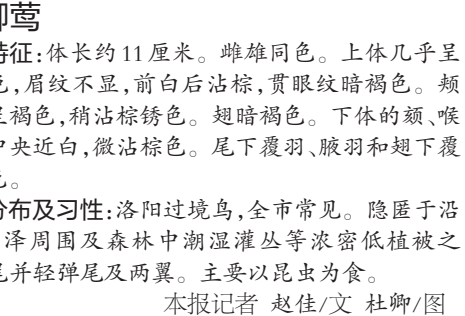 莺
特征:体长约11厘米。雌雄同色。上体几乎呈
色,眉纹不显,前白后沾棕,贯眼纹暗褐色。颊
呈褐色,稍沾棕锈色。翅暗褐色。下体的颏、喉
中央近白,微沾棕色。尾下覆羽、腋羽和翅下覆
色。
分布及习性:洛阳过境鸟,全市常见。隐匿于沿
泽周围及森林中潮湿灌丛等浓密低植被之
尾并轻弹尾及两翼。主要以昆虫为食。
本报记者 赵佳/文 杜卿/图